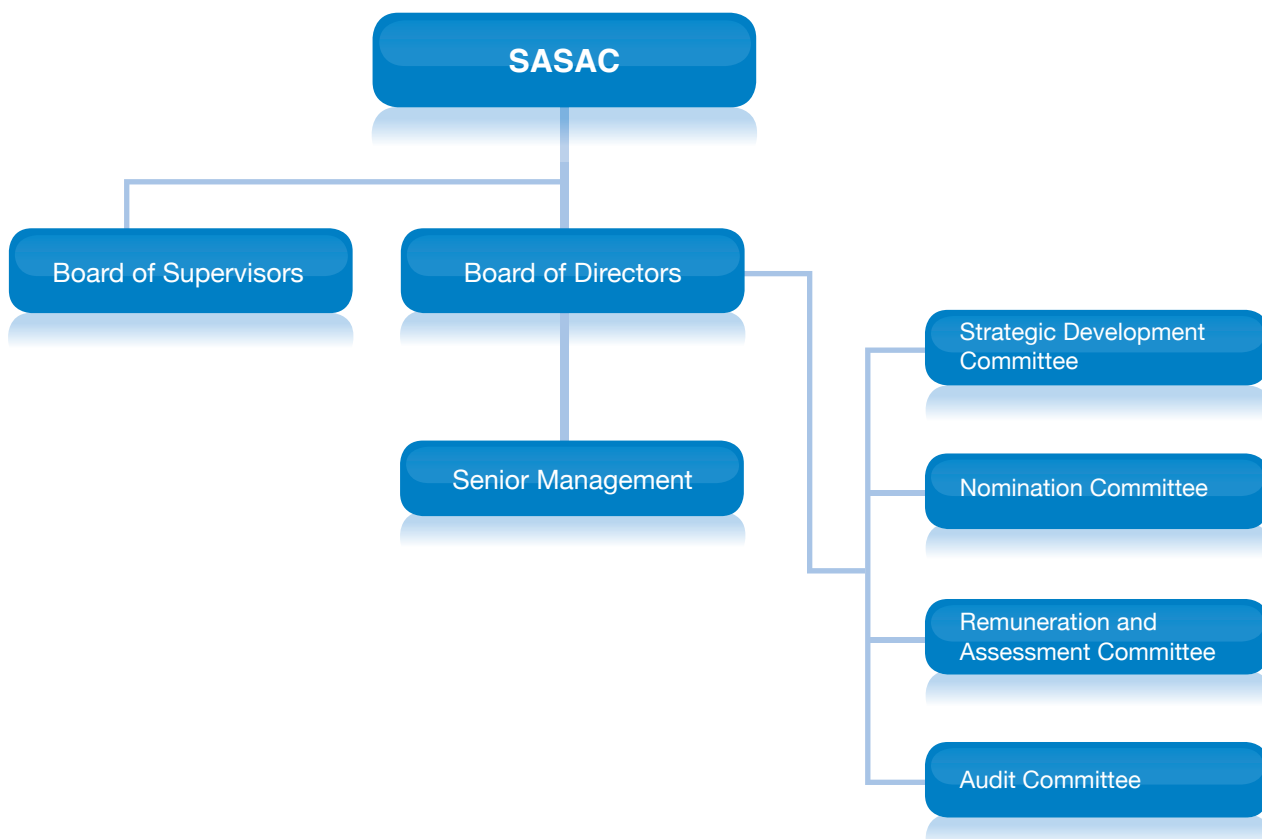 SASAC
Board of Supervisors
Board of Directors
Senior Management
Strategic Development
Committee
Nomination Committee
Remuneration and
Assessment Committee
Audit Committee